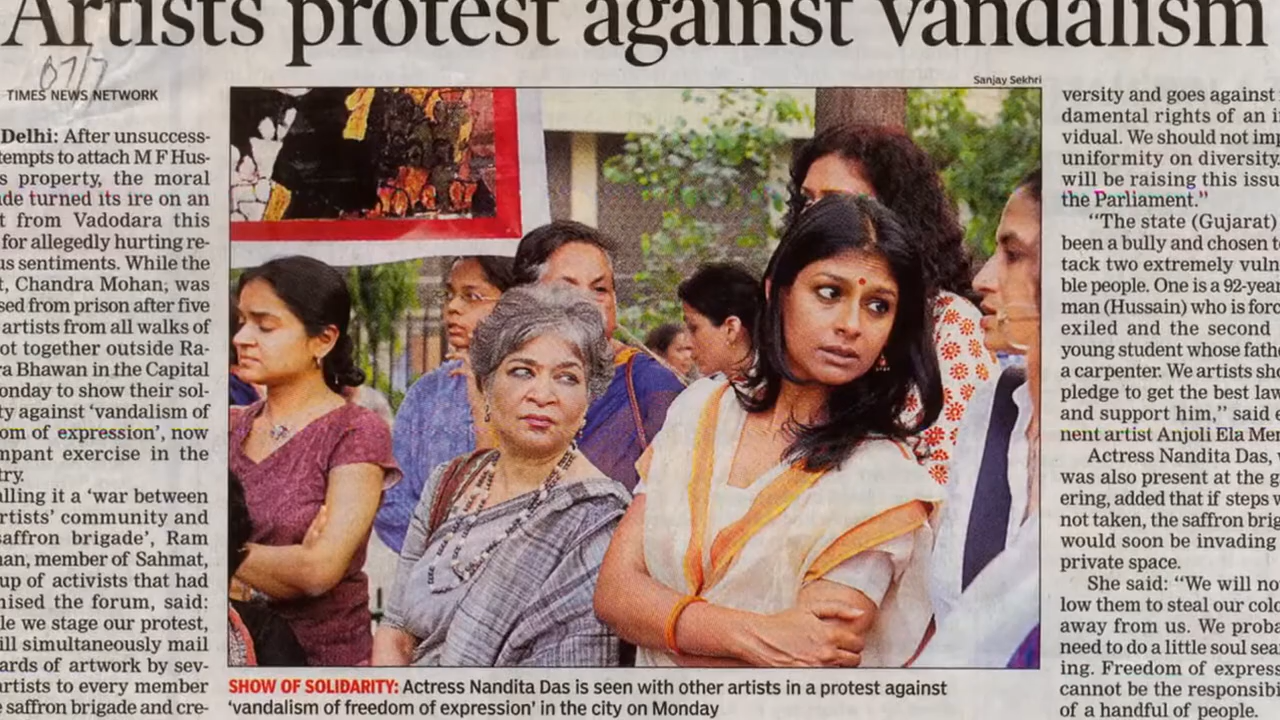 Artists protest against vandalism
07/7
TIMES NEWS NETWORK
Delhi: After unsuccess-
tempts to attach M F Hus-
s property, the moral
de turned its ire on an
t from Vadodara this
for allegedly hurting re-
us sentiments. While the
t, Chandra Mohan; was
sed from prison after five
artists from all walks of
ot together outside Ra-
ra Bhawan in the Capital
onday to show their sol-
ty against ‘vandalism of
om of expression’, now
mpant exercise in the
try.
alling it a ‘war between
rtists’ community and
saffron brigade’, Ram
an, member of Sahmat,
up of activists that had
nised the forum, said:
le we stage our protest,
ill simultaneously mail
ards of artwork by sev-
artists to every member
e saffron brigade and cre-
Sanjay Sekhri
SHOW OF SOLIDARITY: Actress Nandita Das is seen with other artists in a protest against
‘vandalism of freedom of expression’ in the city on Monday
versity and goes against
damental rights of an i
vidual. We should not imp
uniformity on diversity.
will be raising this issu
the Parliament.”
“The state (Gujarat)
been a bully and chosen t
tack two extremely vuln
ble people. One is a 92-year
man (Hussain) who is forc
exiled and the second
young student whose fathe
a carpenter. We artists sho
pledge to get the best law
and support him,” said e
nent artist Anjoli Ela Men
Actress Nandita Das, w
was also present at the g
ering, added that if steps w
not taken, the saffron brig
would soon be invading
private space.
She said: “We will no
low them to steal our colo
away from us. We proba
need to do a little soul sea
ing. Freedom of express
cannot be the responsibi
of a handful of people.